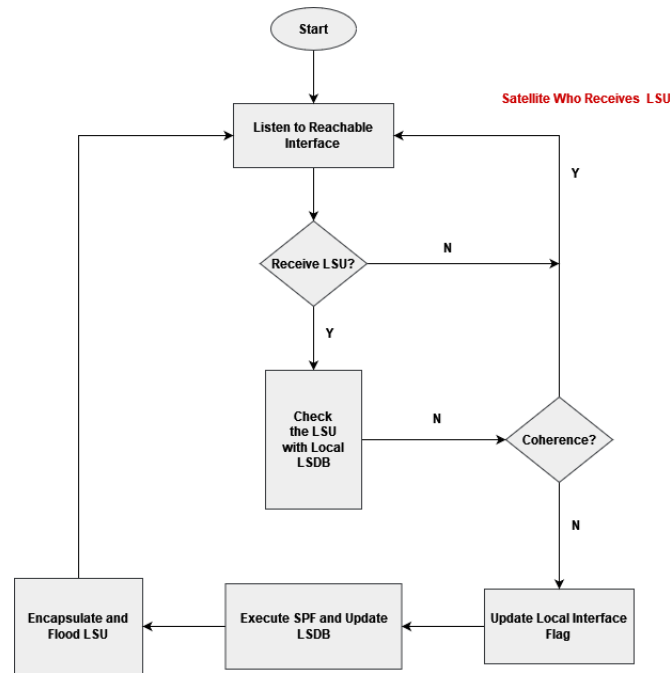 Start
Satellite Who Receives LSU
Listen to Reachable
Interface
Y
Receive LSU?
N
Y
Check
the LSU
with Local
LSDB
N
Coherence?
N
Encapsulate and
Flood LSU
Execute SPF and Update
LSDB
Update Local Interface
Flag